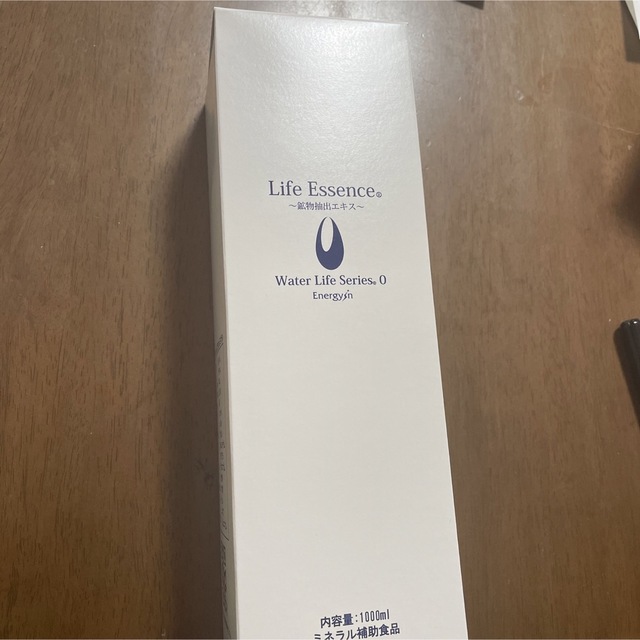 Life Essence®
～鉱物抽出エキス～
Water Life Series® 0
Energyin
内容量:1000ml
ミネラル補助食品